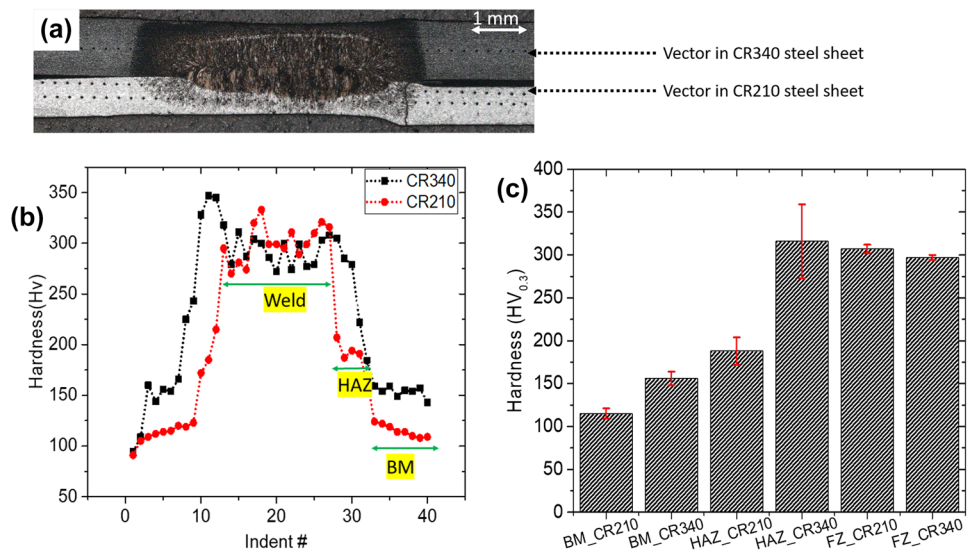 (a)
1 mm
Vector in CR340 steel sheet
Vector in CR210 steel sheet
(b)
Hardness(Hv)
350
300
250
200
150
100
50
0
10
20
30
40
Indent #
CR340
CR210
Weld
HAZ
BM
(c)
Hardness (HV0.3)
400
350
300
250
200
150
100
50
0
BM_CR210
BM_CR340
HAZ_CR210
HAZ_CR340
FZ_CR210
FZ_CR340